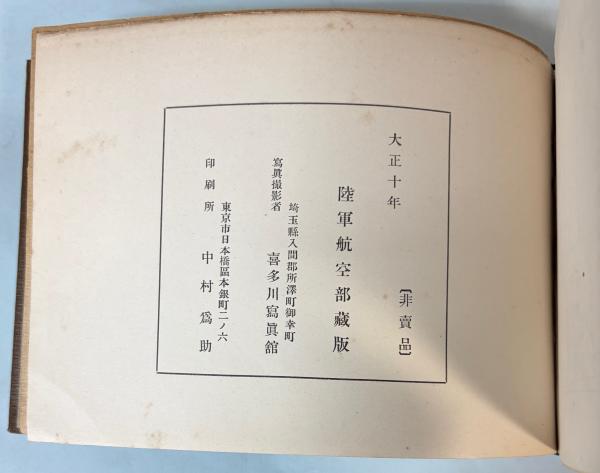 大正十年
〔非賣品〕
陸軍航空部藏版
埼玉縣入間郡所澤町御幸町
寫眞撮影者
喜多川寫眞舘
東京市日本橋區本銀町二ノ六
印刷所
中村爲助